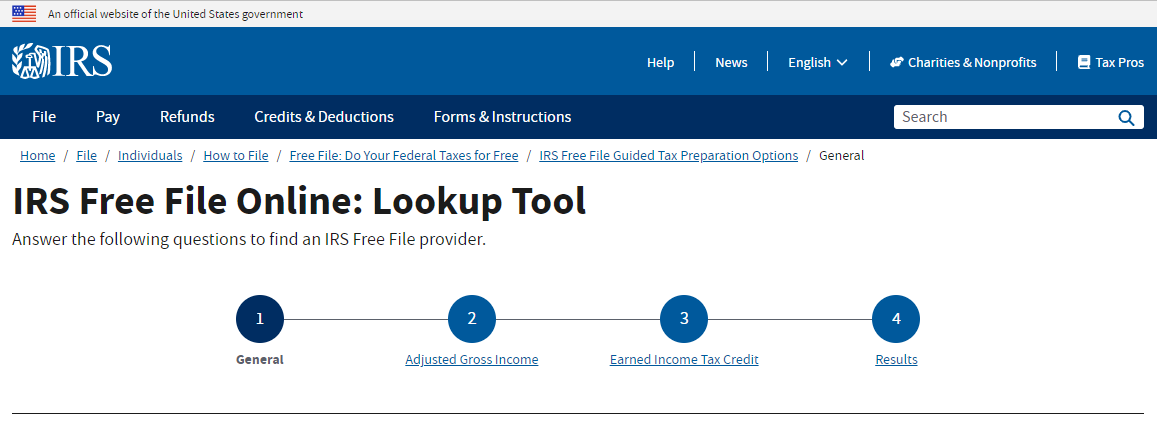 An official website of the United States government
IRS
Help News English Charities & Nonprofits Tax Pros
File Pay Refunds Credits & Deductions Forms & Instructions Search
Home / File / Individuals / How to File / Free File: Do Your Federal Taxes for Free / IRS Free File Guided Tax Preparation Options / General
IRS Free File Online: Lookup Tool
Answer the following questions to find an IRS Free File provider.
1 2 3 4
General Adjusted Gross Income Earned Income Tax Credit Results